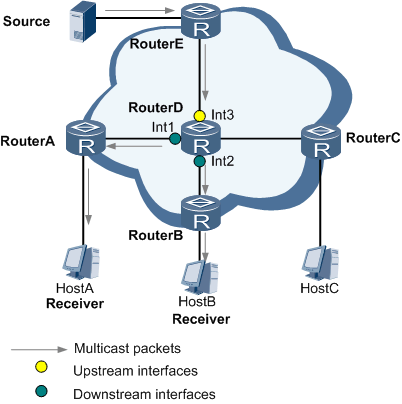 Source
RouterE
R
RouterD
Int3
Int1
RouterA
R
R
R
RouterC
Int2
R
RouterB
HostA
Receiver
HostB
Receiver
HostC
Multicast packets
Upstream interfaces
Downstream interfaces